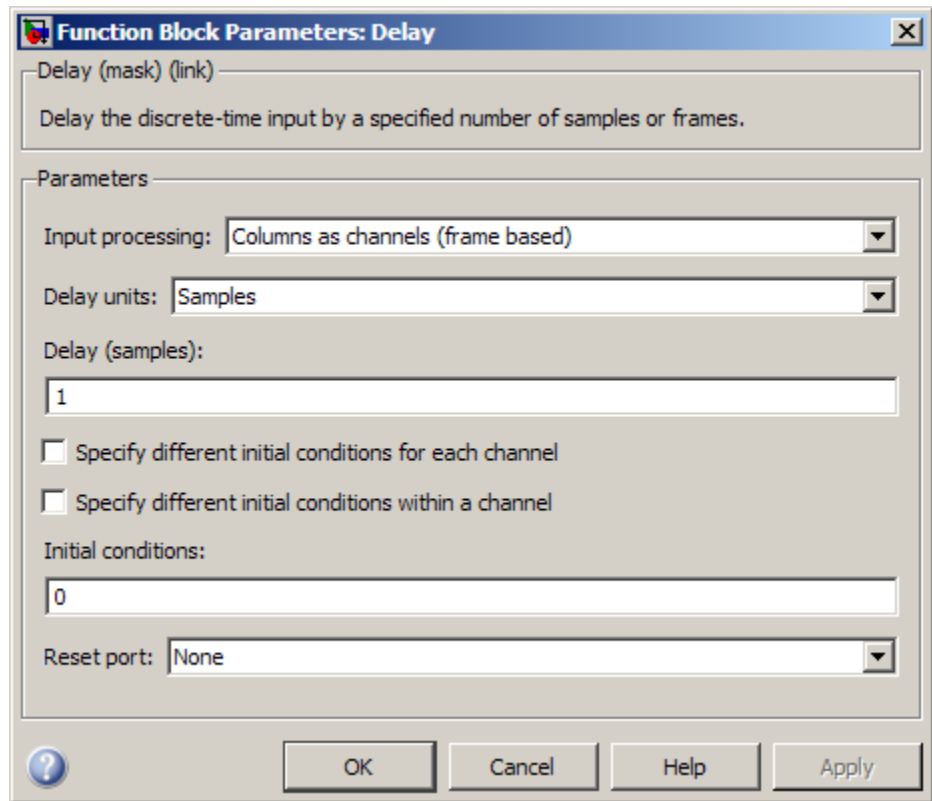 Function Block Parameters: Delay
Delay (mask) (link)
Delay the discrete-time input by a specified number of samples or frames.
Parameters
Input processing: Columns as channels (frame based)
Delay units: Samples
Delay (samples):
1
Specify different initial conditions for each channel
Specify different initial conditions within a channel
Initial conditions:
0
Reset port: None
? OK Cancel Help Apply